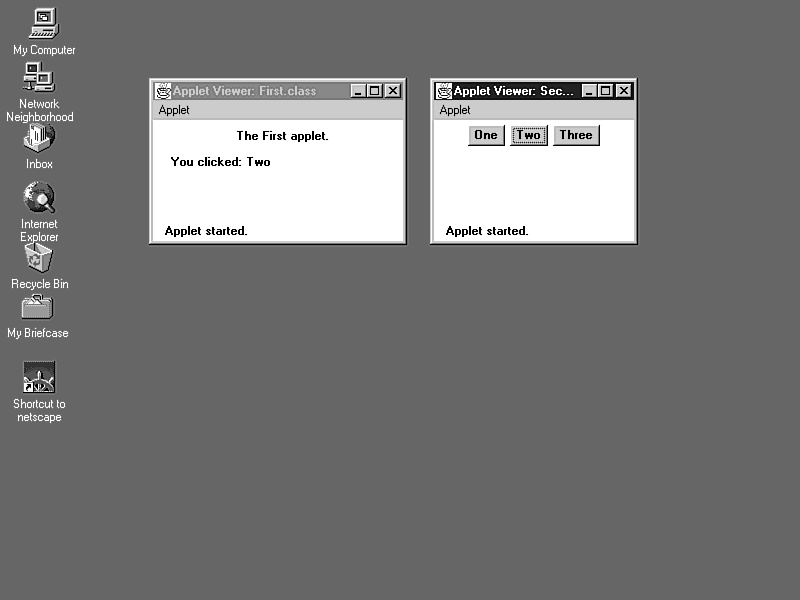 My Computer
Network
Neighborhood
Inbox
Internet
Explorer
Recycle Bin
My Briefcase
Shortcut to
netscape
Applet Viewer: First.class
Applet
The First applet.
You clicked: Two
Applet started.
Applet Viewer: Sec...
Applet
One Two Three
Applet started.